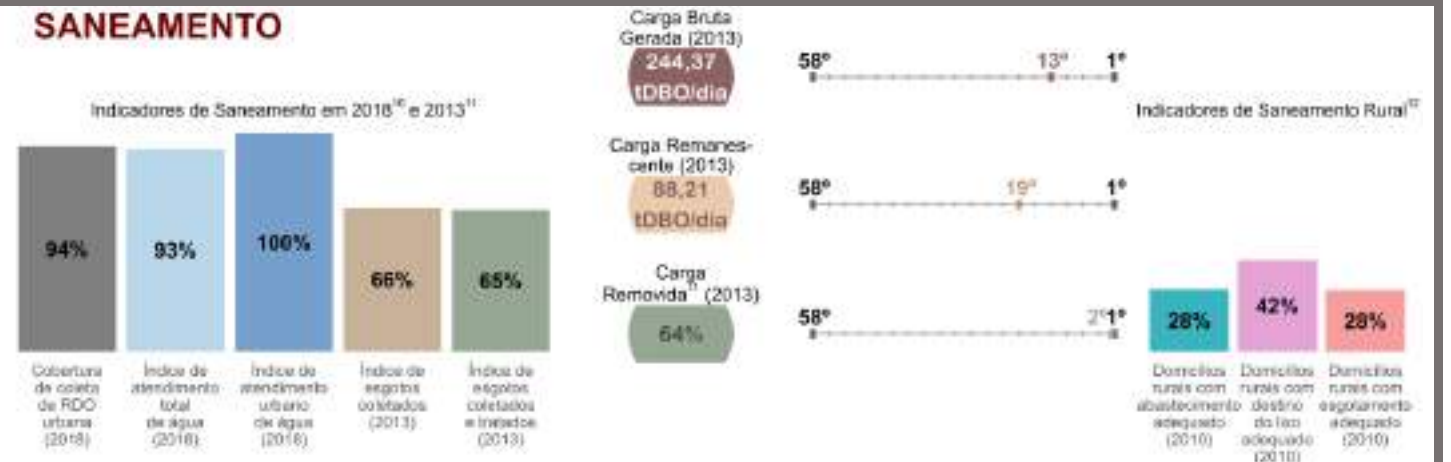 SANEAMENTO
Indicadores de Saneamento em 2018¹⁰ e 2013¹¹
94%
93%
100%
66%
65%
Cobertura
de coleta
de RDO
urbana
(2018)
Índice de
atendimento
total
de água
(2018)
Índice de
atendimento
urbano
de água
(2018)
Índice de
esgotos
coletados
(2013)
Índice de
esgotos
coletados
e tratados
(2013)
Carga Bruta
Gerada (2013)
244,37
tDBO/dia
58º 13º 1º
Carga Remanes-
cente (2013)
88,21
tDBO/dia
58º 19º 1º
Carga
Removida¹¹ (2013)
64%
58º 2º 1º
Indicadores de Saneamento Rural¹²
28%
42%
28%
Domicílios
rurais com
abastecimento
adequado
(2010)
Domicílios
rurais com
destino
do lixo
adequado
(2010)
Domicílios
rurais com
esgotamento
adequado
(2010)